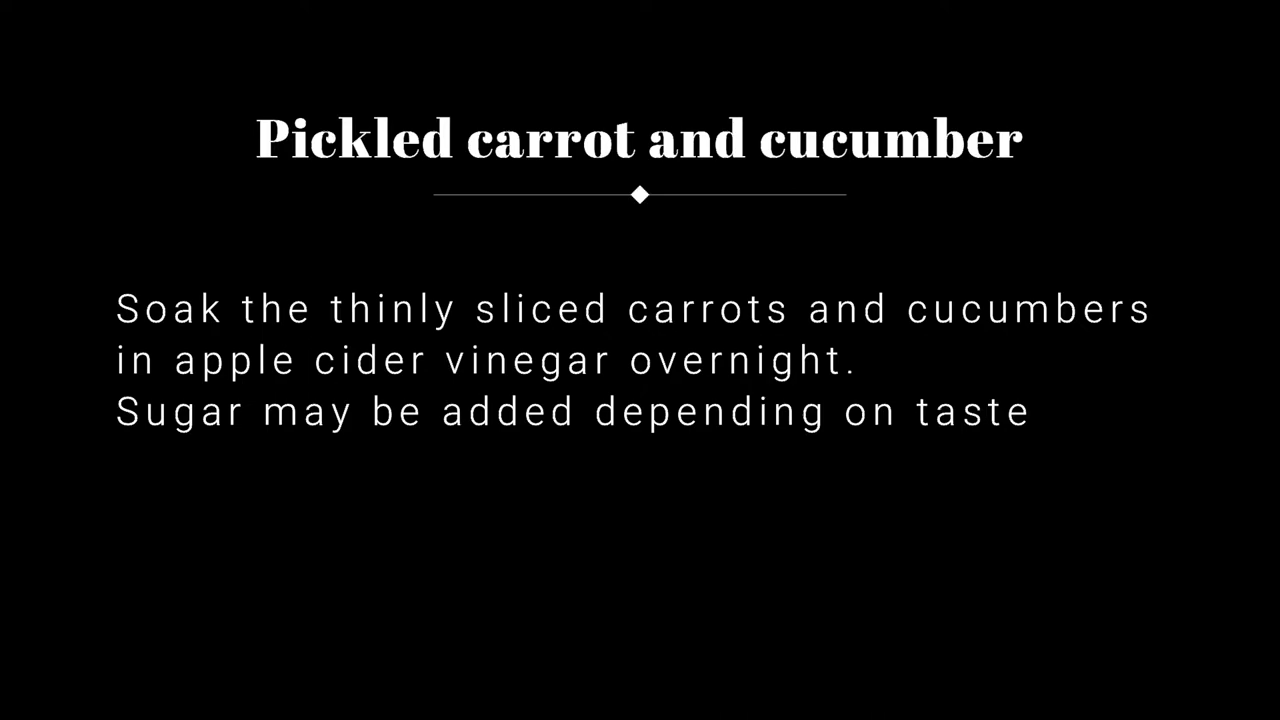 Pickled carrot and cucumber
Soak the thinly sliced carrots and cucumbers
in apple cider vinegar overnight.
Sugar may be added depending on taste